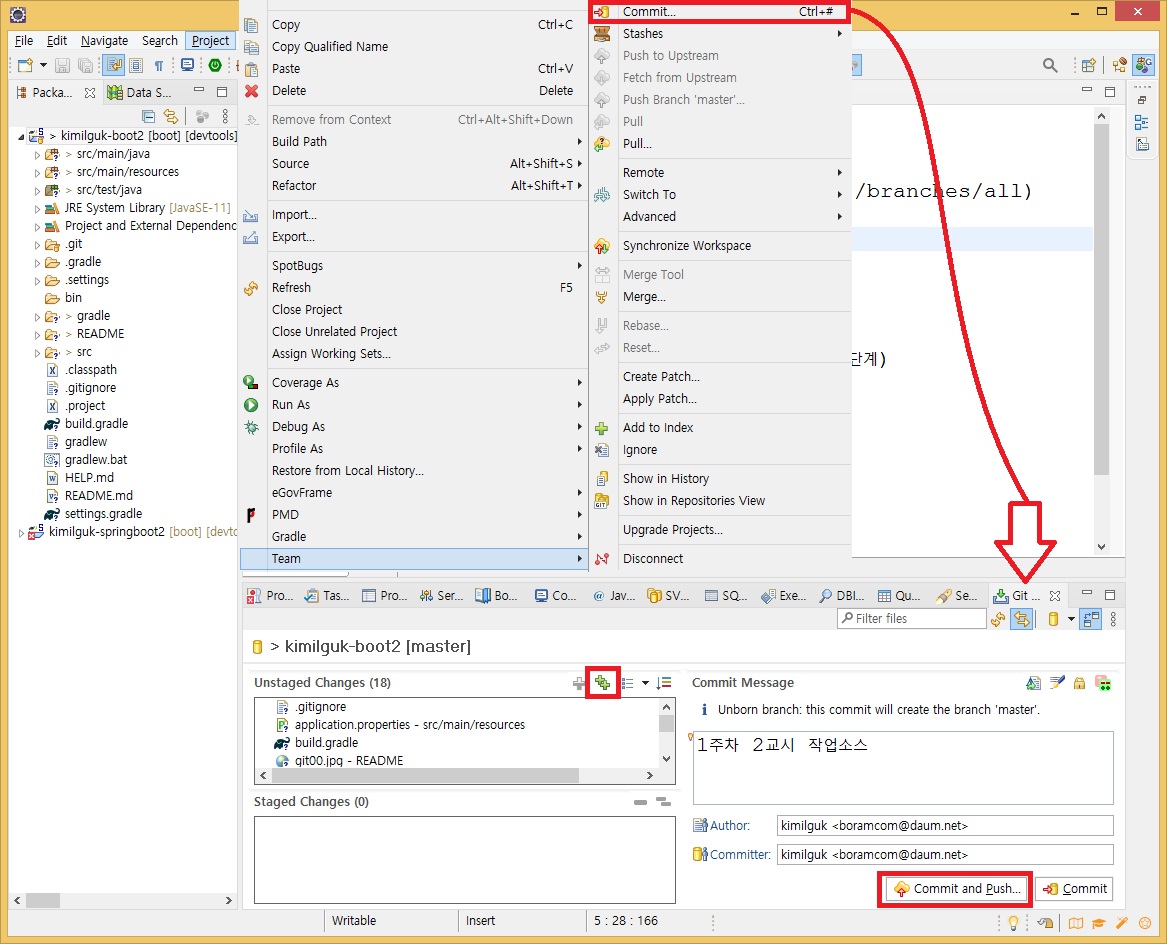 File Edit Navigate Search Project
Packa... Data S...
> kimilguk-boot2 [boot] [devtools]
> src/main/java
> src/main/resources
> src/test/java
JRE System Library [JavaSE-11]
Project and External Dependenc
.git
.gradle
.settings
bin
> gradle
> README
> src
.classpath
.gitignore
.project
build.gradle
gradlew
gradlew.bat
HELP.md
README.md
settings.gradle
kimilguk-springboot2 [boot] [devto
Copy Ctrl+C
Copy Qualified Name
Paste Ctrl+V
Delete Delete
Remove from Context Ctrl+Alt+Shift+Down
Build Path
Source Alt+Shift+S
Refactor Alt+Shift+T
Import...
Export...
SpotBugs
Refresh F5
Close Project
Close Unrelated Project
Assign Working Sets...
Coverage As
Run As
Debug As
Profile As
Restore from Local History...
eGovFrame
PMD
Gradle
Team
Commit... Ctrl+#
Stashes
Push to Upstream
Fetch from Upstream
Push Branch 'master'...
Pull
Pull...
Remote
Switch To
Advanced
Synchronize Workspace
Merge Tool
Merge...
Rebase...
Reset...
Create Patch...
Apply Patch...
Add to Index
Ignore
Show in History
GIT Show in Repositories View
Upgrade Projects...
Disconnect
/branches/all)
단계)
Pro... Tas... Pro... Ser... Bo... Co... @ Jav... SV... SQ... Exe... DBI... Qu... Se... Git ...
Filter files
> kimilguk-boot2 [master]
Unstaged Changes (18)
.gitignore
application.properties - src/main/resources
build.gradle
git00.jpg - README
Staged Changes (0)
Commit Message
Unborn branch: this commit will create the branch 'master'.
1주차 2교시 작업소스
Author: kimilguk <boramcom@daum.net>
Committer: kimilguk <boramcom@daum.net>
Commit and Push... Commit
Writable Insert 5 : 28 : 166